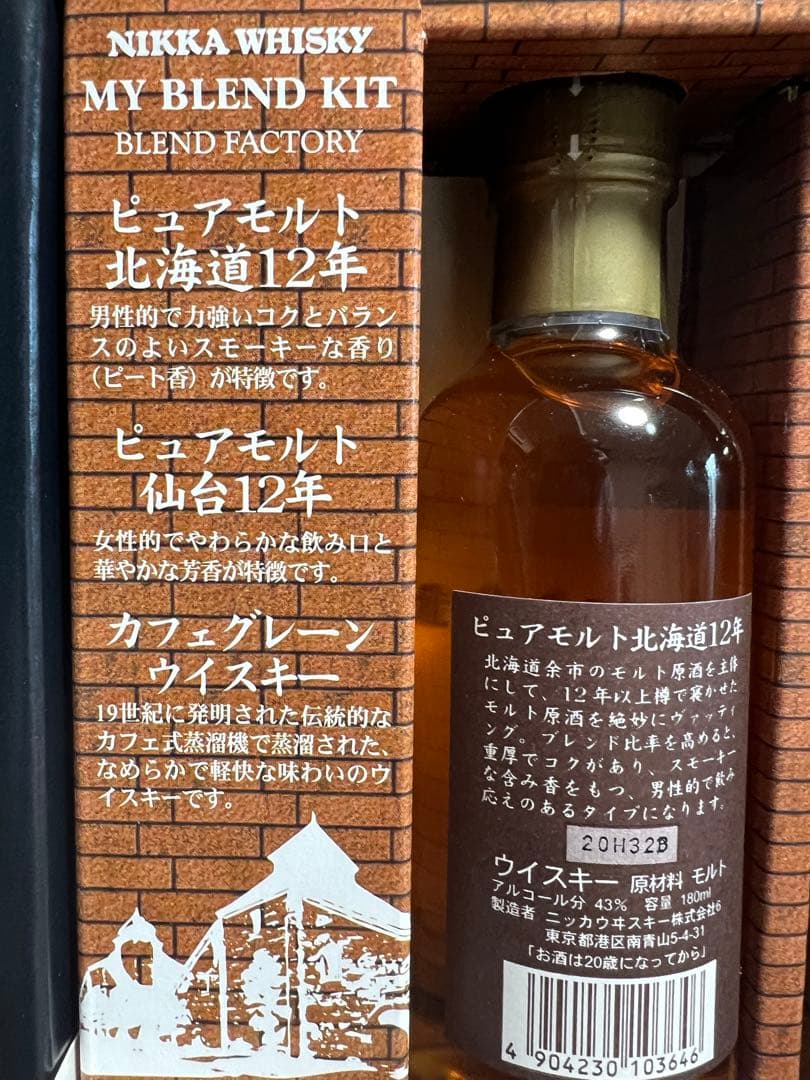 NIKKA WHISKY
MY BLEND KIT
BLEND FACTORY
ピュアモルト
北海道12年
男性的で力強いコクとバラン
スのよいスモーキーな香り
（ピート香）が特徴です。
ピュアモルト
仙台12年
女性的でやわらかな飲み口と
華やかな芳香が特徴です。
カフェグレーン
ウイスキー
19世紀に発明された伝統的な
カフェ式蒸溜機で蒸溜された、
なめらかで軽快な味わいのウ
イスキーです。
ピュアモルト北海道12年
北海道余市のモルト原酒を主体
にして、12年以上樽で寝かせた
モルト原酒を絶妙にヴァッティ
ング。ブレンド比率を高めると、
重厚でコクがあり、スモーキー
な含み香をもつ、男性的で飲み
応えのあるタイプになります。
20H32B
ウイスキー 原材料 モルト
アルコール分 43% 容量 180ml
製造者 ニッカウヰスキー株式会社6
東京都港区南青山5-4-31
「お酒は20歳になってから」
4 904230 103646